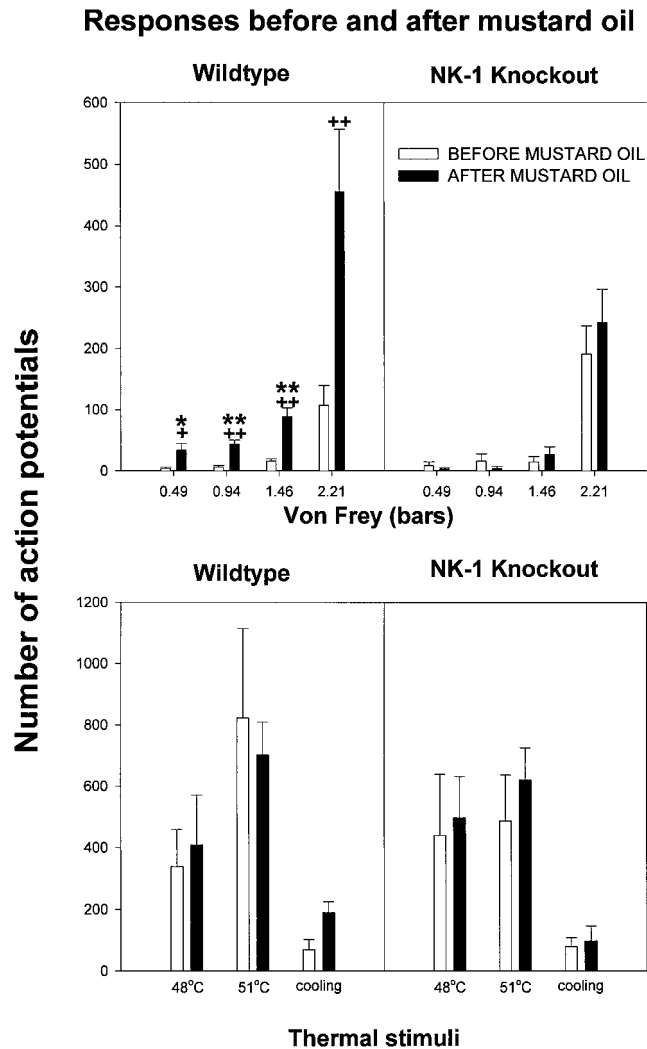 Responses before and after mustard oil
Wildtype
NK-1 Knockout
600
500
400
300
200
100
0
++
BEFORE MUSTARD OIL
AFTER MUSTARD OIL
*
+
**
++
**
++
0.49
0.94
1.46
2.21
0.49
0.94
1.46
2.21
Von Frey (bars)
Number of action potentials
Wildtype
NK-1 Knockout
1200
1000
800
600
400
200
0
48°C
51°C
cooling
48°C
51°C
cooling
Thermal stimuli